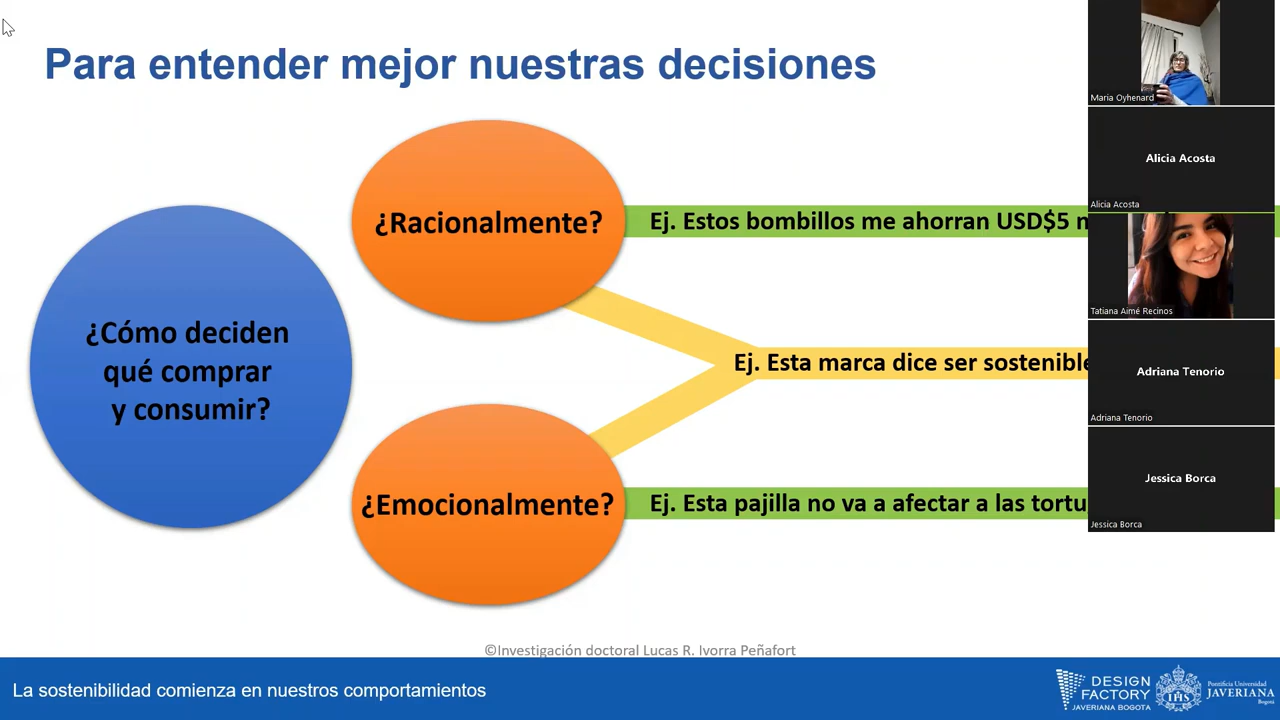 Para entender mejor nuestras decisiones
¿Cómo deciden
qué comprar
y consumir?
¿Racionalmente?
Ej. Estos bombillos me ahorran USD$5
Ej. Esta marca dice ser sostenible
¿Emocionalmente?
Ej. Esta pajilla no va a afectar a las
©Investigación doctoral Lucas R. Ivorra Peñafort
La sostenibilidad comienza en nuestros comportamientos
DESIGN
FACTORY
JAVERIANA BOGOTA
IHS
Pontificia Universidad
JAVERIANA
Bogotá
Maria Oyhenard
Alicia Acosta
Alicia Acosta
Tatiana Aimé Recinos
Adriana Tenorio
Adriana Tenorio
Jessica Borca
Jessica Borca